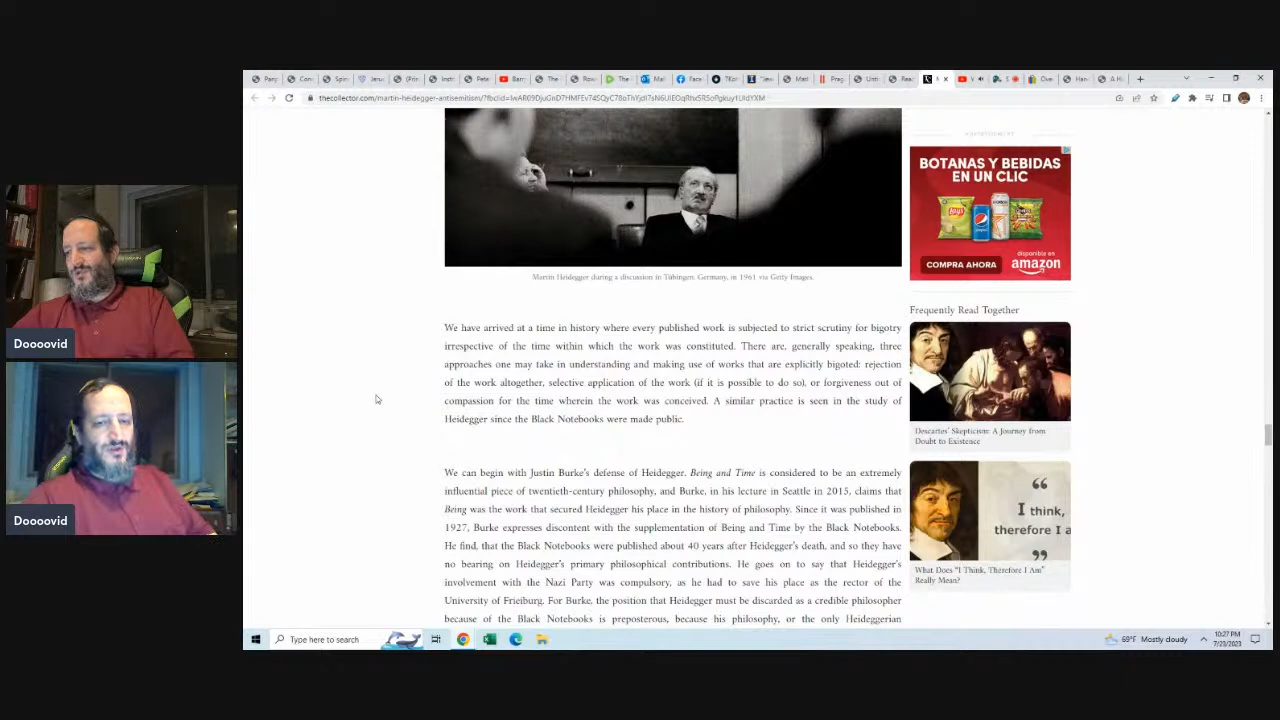 Doooovid
Doooovid
thecollector.com/martin-heidegger-antisemitism/
Martin Heidegger during a discussion in Tübingen, Germany, in 1961 via Getty Images.
We have arrived at a time in history where every published work is subjected to strict scrutiny for bigotry
irrespective of the time within which the work was constituted. There are, generally speaking, three
approaches one may take in understanding and making use of works that are explicitly bigoted: rejection
of the work altogether, selective application of the work (if it is possible to do so), or forgiveness out of
compassion for the time wherein the work was conceived. A similar practice is seen in the study of
Heidegger since the Black Notebooks were made public.
We can begin with Justin Burke's defense of Heidegger. Being and Time is considered to be an extremely
influential piece of twentieth-century philosophy, and Burke, in his lecture in Seattle in 2015, claims that
Being was the work that secured Heidegger his place in the history of philosophy. Since it was published in
1927, Burke expresses discontent with the supplementation of Being and Time by the Black Notebooks.
He find, that the Black Notebooks were published about 40 years after Heidegger's death, and so they have
no bearing on Heidegger's primary philosophical contributions. He goes on to say that Heidegger's
involvement with the Nazi Party was compulsory, as he had to save his place as the rector of the
University of Frieiburg. For Burke, the position that Heidegger must be discarded as a credible philosopher
because of the Black Notebooks is preposterous, because his philosophy, or the only Heideggerian
ADVERTISEMENT
BOTANAS Y BEBIDAS
EN UN CLIC
Lay's
pepsi
COMPRA AHORA
disponible en
amazon
Frequently Read Together
Descartes' Skepticism: A Journey from
Doubt to Existence
“
I think,
therefore I a
”
What Does “I Think, Therefore I Am”
Really Mean?
Type here to search
69°F Mostly cloudy
10:27 PM
7/23/2023